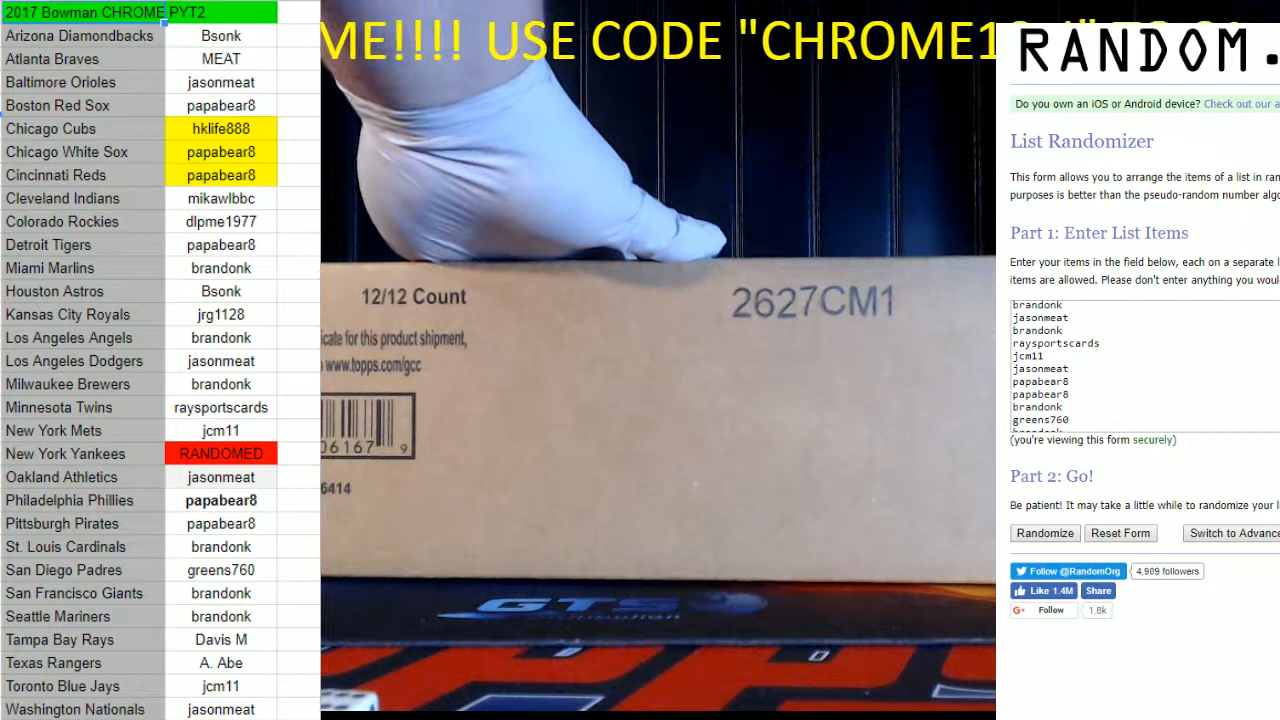 2017 Bowman CHROME PYT2
Arizona Diamondbacks Bsonk
Atlanta Braves MEAT
Baltimore Orioles jasonmeat
Boston Red Sox papabear8
Chicago Cubs hklife888
Chicago White Sox papabear8
Cincinnati Reds papabear8
Cleveland Indians mikawlbbc
Colorado Rockies dlpme1977
Detroit Tigers papabear8
Miami Marlins brandonk
Houston Astros Bsonk
Kansas City Royals jrg1128
Los Angeles Angels brandonk
Los Angeles Dodgers jasonmeat
Milwaukee Brewers brandonk
Minnesota Twins raysportscards
New York Mets jcm11
New York Yankees RANDOMED
Oakland Athletics jasonmeat
Philadelphia Phillies papabear8
Pittsburgh Pirates papabear8
St. Louis Cardinals brandonk
San Diego Padres greens760
San Francisco Giants brandonk
Seattle Mariners brandonk
Tampa Bay Rays Davis M
Texas Rangers A. Abe
Toronto Blue Jays jcm11
Washington Nationals jasonmeat
ME!!!! USE CODE "CHROME1
12/12 Count
2627CM1
icate for this product shipment,
www.topps.com/gcc
06167 9
6414
GTS
RANDOM.
Do you own an iOS or Android device? Check out our a
List Randomizer
This form allows you to arrange the items of a list in ran
purposes is better than the pseudo-random number algo
Part 1: Enter List Items
Enter your items in the field below, each on a separate l
items are allowed. Please don't enter anything you woul
brandonk
jasonmeat
brandonk
raysportscards
jcm11
jasonmeat
papabear8
papabear8
brandonk
greens760
(you're viewing this form securely)
Part 2: Go!
Be patient! It may take a little while to randomize your l
Randomize Reset Form Switch to Advance
Follow @RandomOrg 4,909 followers
Like 1.4M Share
Follow 1.8k